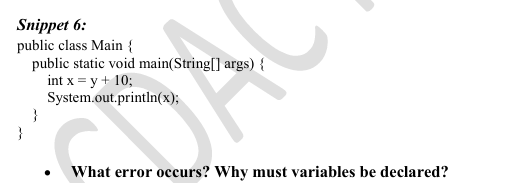 Snippet 6:
public class Main {
public static void main(String[] args) {
int x = y + 10;
System.out.println(x);
}
}
• What error occurs? Why must variables be declared?
CDAC